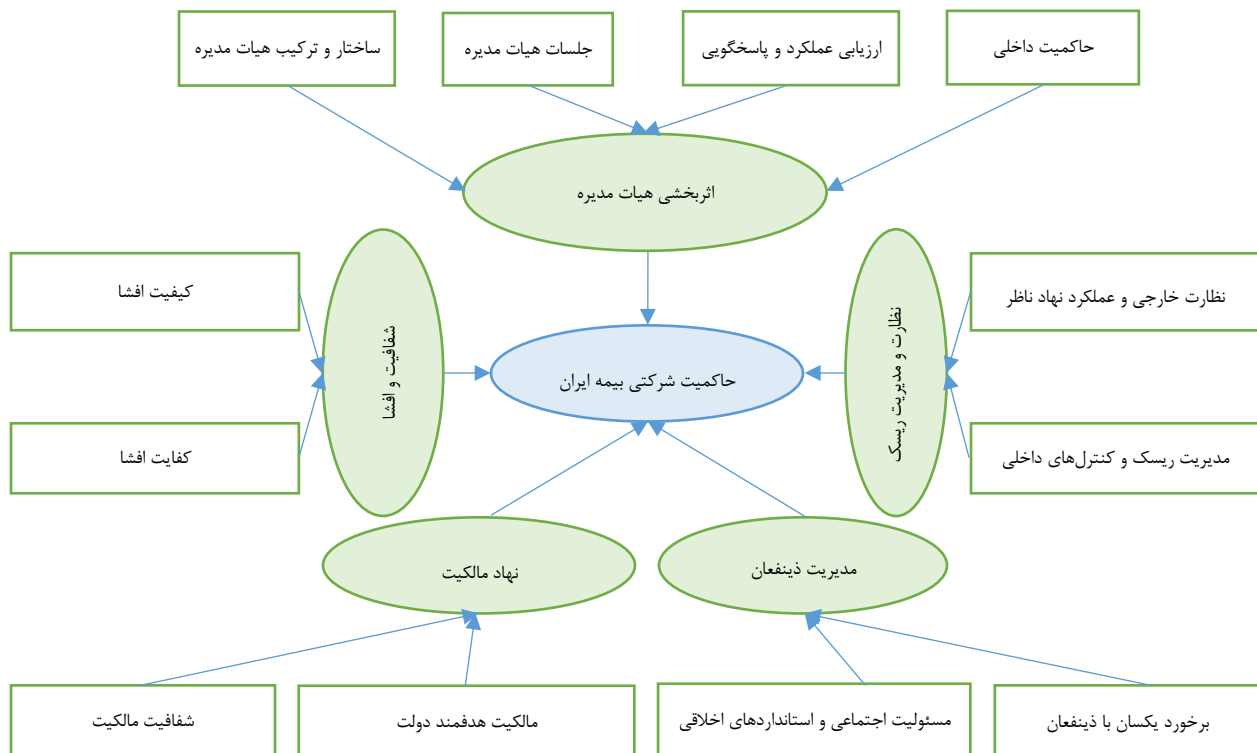 حاکمیت داخلی
ارزیابی عملکرد و پاسخگویی
جلسات هیات مدیره
ساختار و ترکیب هیات مدیره
اثربخشی هیات مدیره
نظارت خارجی و عملکرد نهاد ناظر
کیفیت افشا
نظارت و مدیریت ریسک
حاکمیت شرکتی بیمه ایران
شفافیت و افشا
مدیریت ریسک و کنترل‌های داخلی
کفایت افشا
مدیریت ذینفعان
نهاد مالکیت
برخورد یکسان با ذینفعان
مسئولیت اجتماعی و استانداردهای اخلاقی
مالکیت هدفمند دولت
شفافیت مالکیت